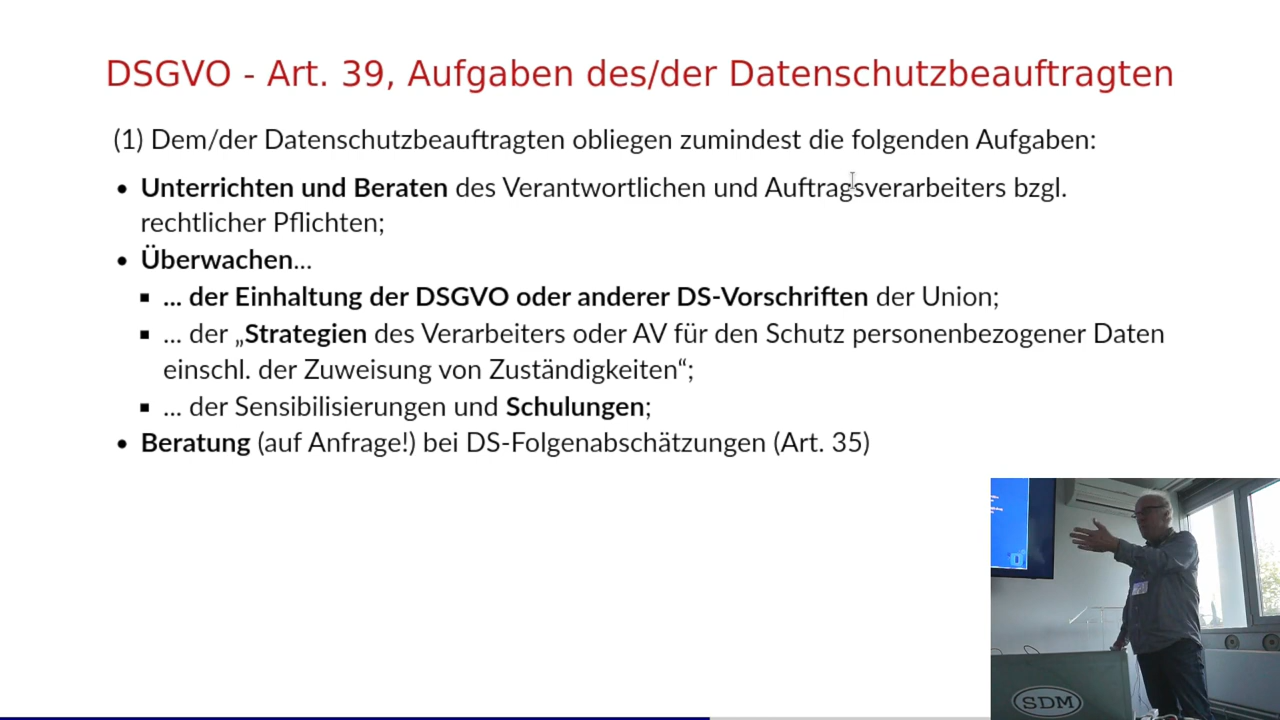 DSGVO - Art. 39, Aufgaben des/der Datenschutzbeauftragten
(1) Dem/der Datenschutzbeauftragten obliegen zumindest die folgenden Aufgaben:
• Unterrichten und Beraten des Verantwortlichen und Auftragsverarbeiters bzgl.
rechtlicher Pflichten;
• Überwachen...
▪ ... der Einhaltung der DSGVO oder anderer DS-Vorschriften der Union;
▪ ... der „Strategien des Verarbeiters oder AV für den Schutz personenbezogener Daten
einschl. der Zuweisung von Zuständigkeiten“;
▪ ... der Sensibilisierungen und Schulungen;
• Beratung (auf Anfrage!) bei DS-Folgenabschätzungen (Art. 35)
SDM